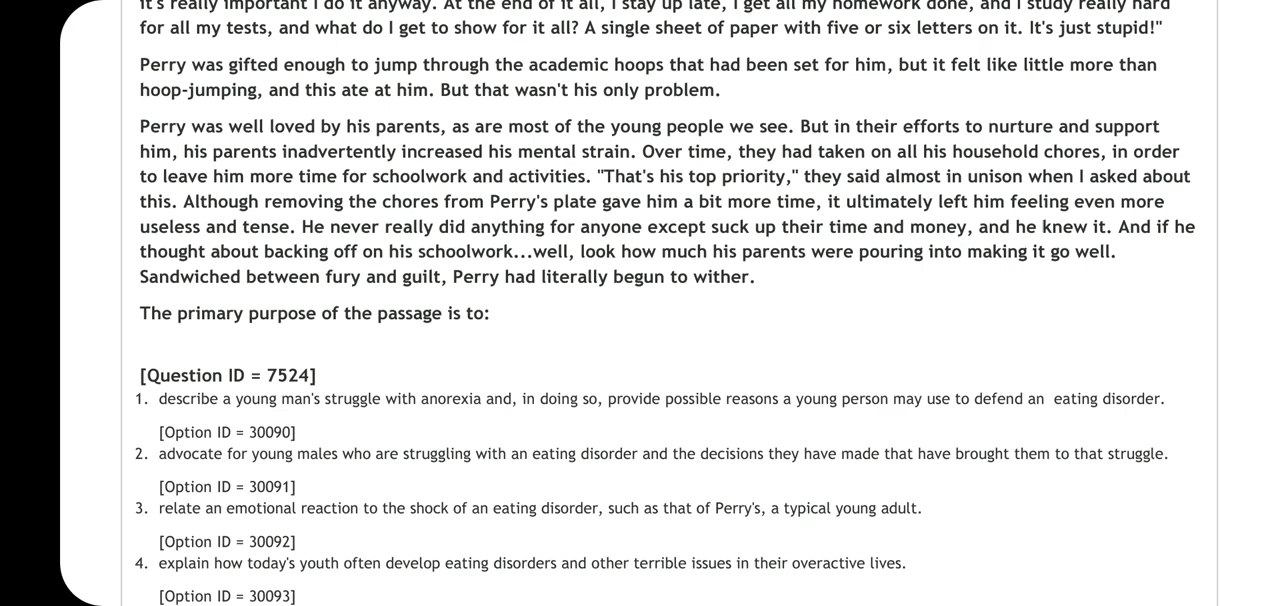 it's really important I do it anyway. At the end of it all, I stay up late, I get all my homework done, and I study really hard
for all my tests, and what do I get to show for it all? A single sheet of paper with five or six letters on it. It's just stupid!"
Perry was gifted enough to jump through the academic hoops that had been set for him, but it felt like little more than
hoop-jumping, and this ate at him. But that wasn't his only problem.
Perry was well loved by his parents, as are most of the young people we see. But in their efforts to nurture and support
him, his parents inadvertently increased his mental strain. Over time, they had taken on all his household chores, in order
to leave him more time for schoolwork and activities. "That's his top priority," they said almost in unison when I asked about
this. Although removing the chores from Perry's plate gave him a bit more time, it ultimately left him feeling even more
useless and tense. He never really did anything for anyone except suck up their time and money, and he knew it. And if he
thought about backing off on his schoolwork...well, look how much his parents were pouring into making it go well.
Sandwiched between fury and guilt, Perry had literally begun to wither.
The primary purpose of the passage is to:
[Question ID = 7524]
1. describe a young man's struggle with anorexia and, in doing so, provide possible reasons a young person may use to defend an eating disorder.
[Option ID = 30090]
2. advocate for young males who are struggling with an eating disorder and the decisions they have made that have brought them to that struggle.
[Option ID = 30091]
3. relate an emotional reaction to the shock of an eating disorder, such as that of Perry's, a typical young adult.
[Option ID = 30092]
4. explain how today's youth often develop eating disorders and other terrible issues in their overactive lives.
[Option ID = 30093]